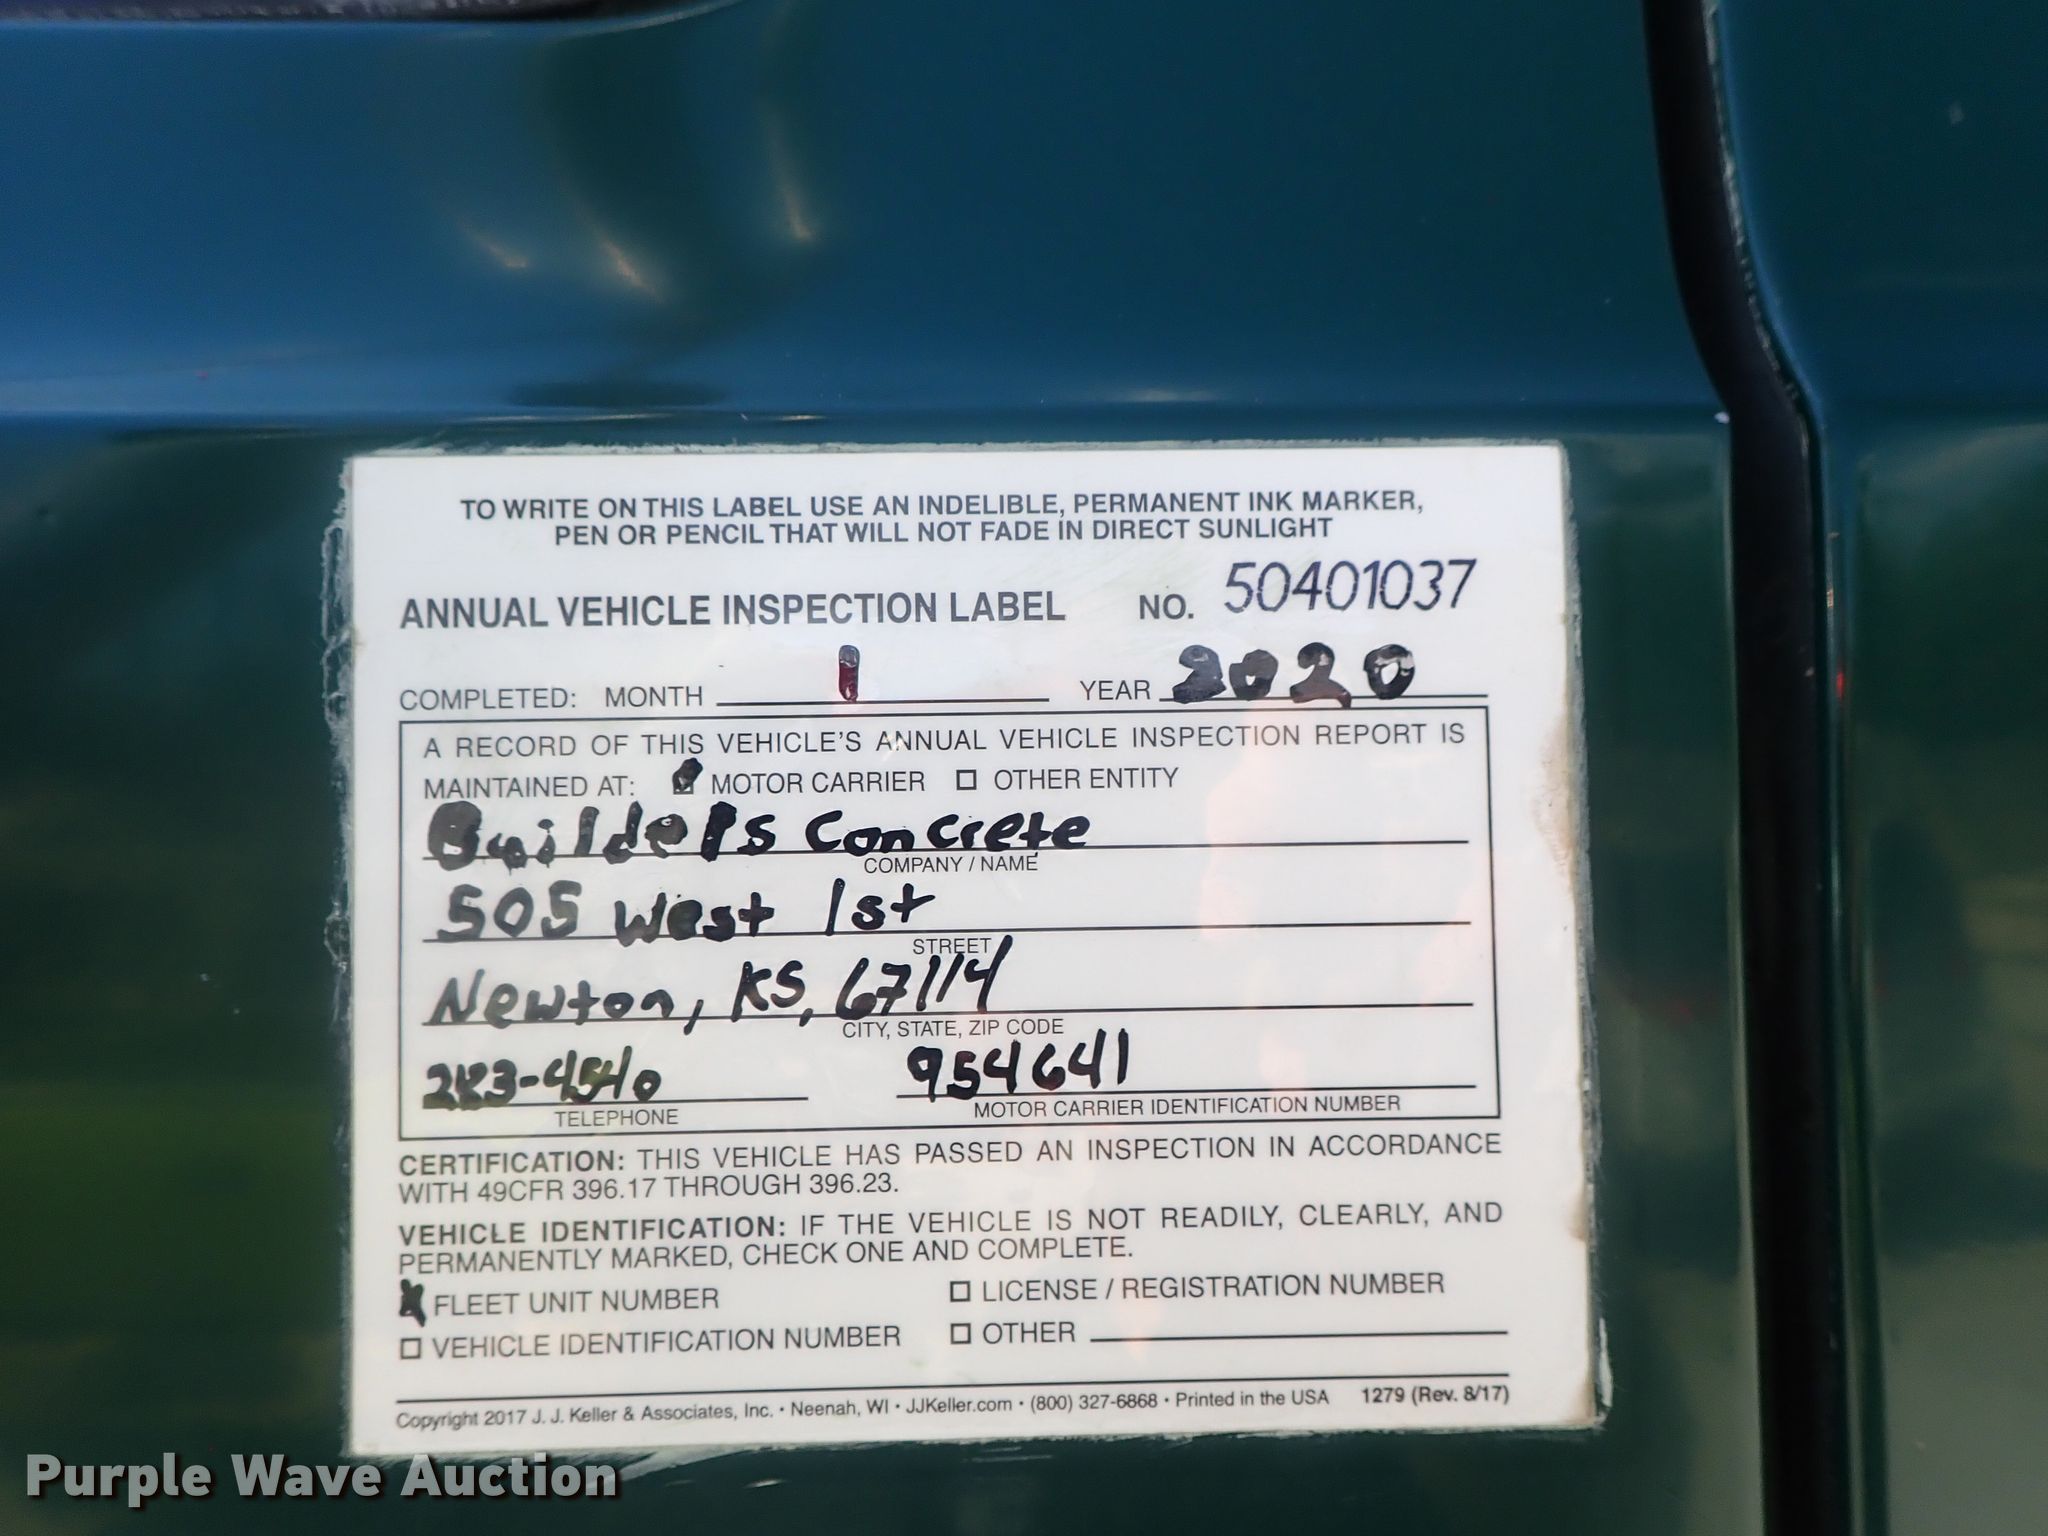 TO WRITE ON THIS LABEL USE AN INDELIBLE, PERMANENT INK MARKER,
PEN OR PENCIL THAT WILL NOT FADE IN DIRECT SUNLIGHT
ANNUAL VEHICLE INSPECTION LABEL NO. 50401037
COMPLETED: MONTH 1 YEAR 2020
A RECORD OF THIS VEHICLE'S ANNUAL VEHICLE INSPECTION REPORT IS
MAINTAINED AT: MOTOR CARRIER ☐ OTHER ENTITY
Builders Concrete
COMPANY / NAME
505 West 1st
STREET
Newton, KS, 67114
CITY, STATE, ZIP CODE
283-4540 954641
TELEPHONE MOTOR CARRIER IDENTIFICATION NUMBER
CERTIFICATION: THIS VEHICLE HAS PASSED AN INSPECTION IN ACCORDANCE
WITH 49CFR 396.17 THROUGH 396.23.
VEHICLE IDENTIFICATION: IF THE VEHICLE IS NOT READILY, CLEARLY, AND
PERMANENTLY MARKED, CHECK ONE AND COMPLETE.
X FLEET UNIT NUMBER ☐ LICENSE / REGISTRATION NUMBER
☐ VEHICLE IDENTIFICATION NUMBER ☐ OTHER
Copyright 2017 J. J. Keller & Associates, Inc. • Neenah, WI • JJKeller.com • (800) 327-6868 • Printed in the USA 1279 (Rev. 8/17)
Purple Wave Auction